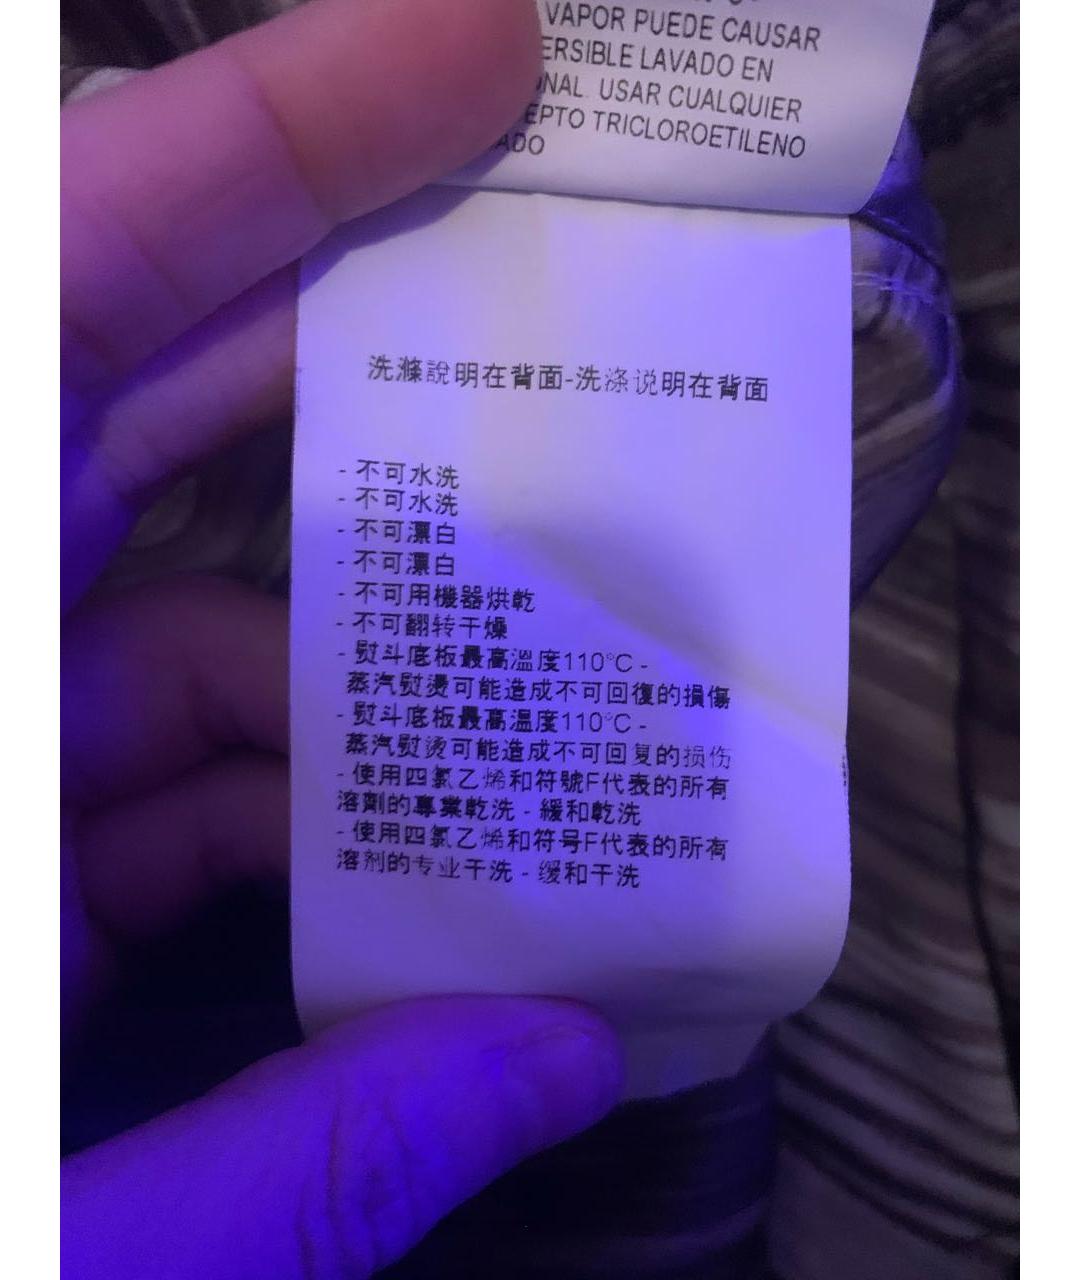 VAPOR PUEDE CAUSAR
ERSIBLE LAVADO EN
NAL. USAR CUALQUIER
EPTO TRICLOROETILENO
ADO
洗滌說明在背面-洗涤说明在背面
- 不可水洗
- 不可水洗
- 不可漂白
- 不可漂白
- 不可用機器烘乾
- 不可翻转干燥
- 熨斗底板最高溫度110°C -
蒸汽熨燙可能造成不可回復的損傷
- 熨斗底板最高温度110°C -
蒸汽熨烫可能造成不可回复的损伤
- 使用四氯乙烯和符號F代表的所有
溶劑的專業乾洗 - 緩和乾洗
- 使用四氯乙烯和符号F代表的所有
溶剂的专业干洗 - 缓和干洗